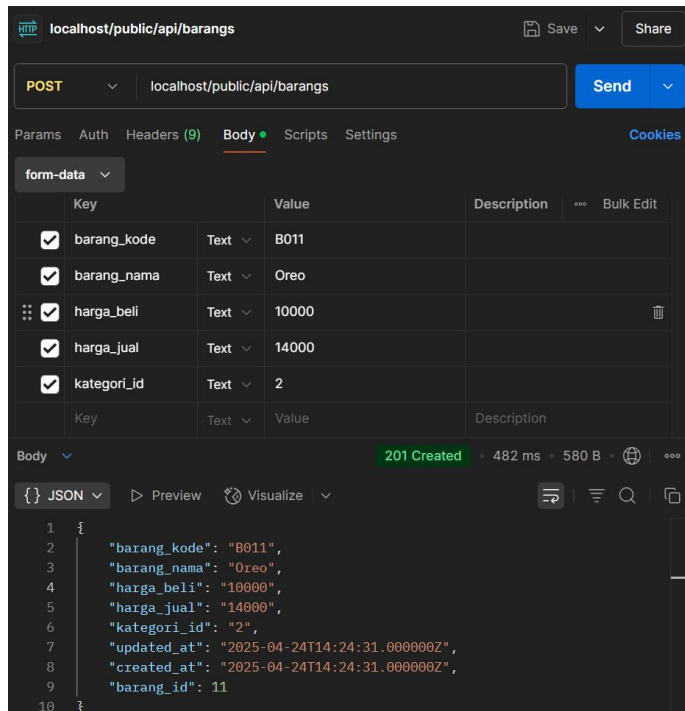 HTTP localhost/public/api/barangs Save Share
POST localhost/public/api/barangs Send
Params Auth Headers (9) Body Scripts Settings Cookies
form-data
Key Value Description Bulk Edit
barang_kode Text B011
barang_nama Text Oreo
harga_beli Text 10000
harga_jual Text 14000
kategori_id Text 2
Key Text Value Description
Body 201 Created 482 ms 580 B
{} JSON Preview Visualize
1 {
2 "barang_kode": "B011",
3 "barang_nama": "Oreo",
4 "harga_beli": "10000",
5 "harga_jual": "14000",
6 "kategori_id": "2",
7 "updated_at": "2025-04-24T14:24:31.000000Z",
8 "created_at": "2025-04-24T14:24:31.000000Z",
9 "barang_id": 11
10 }